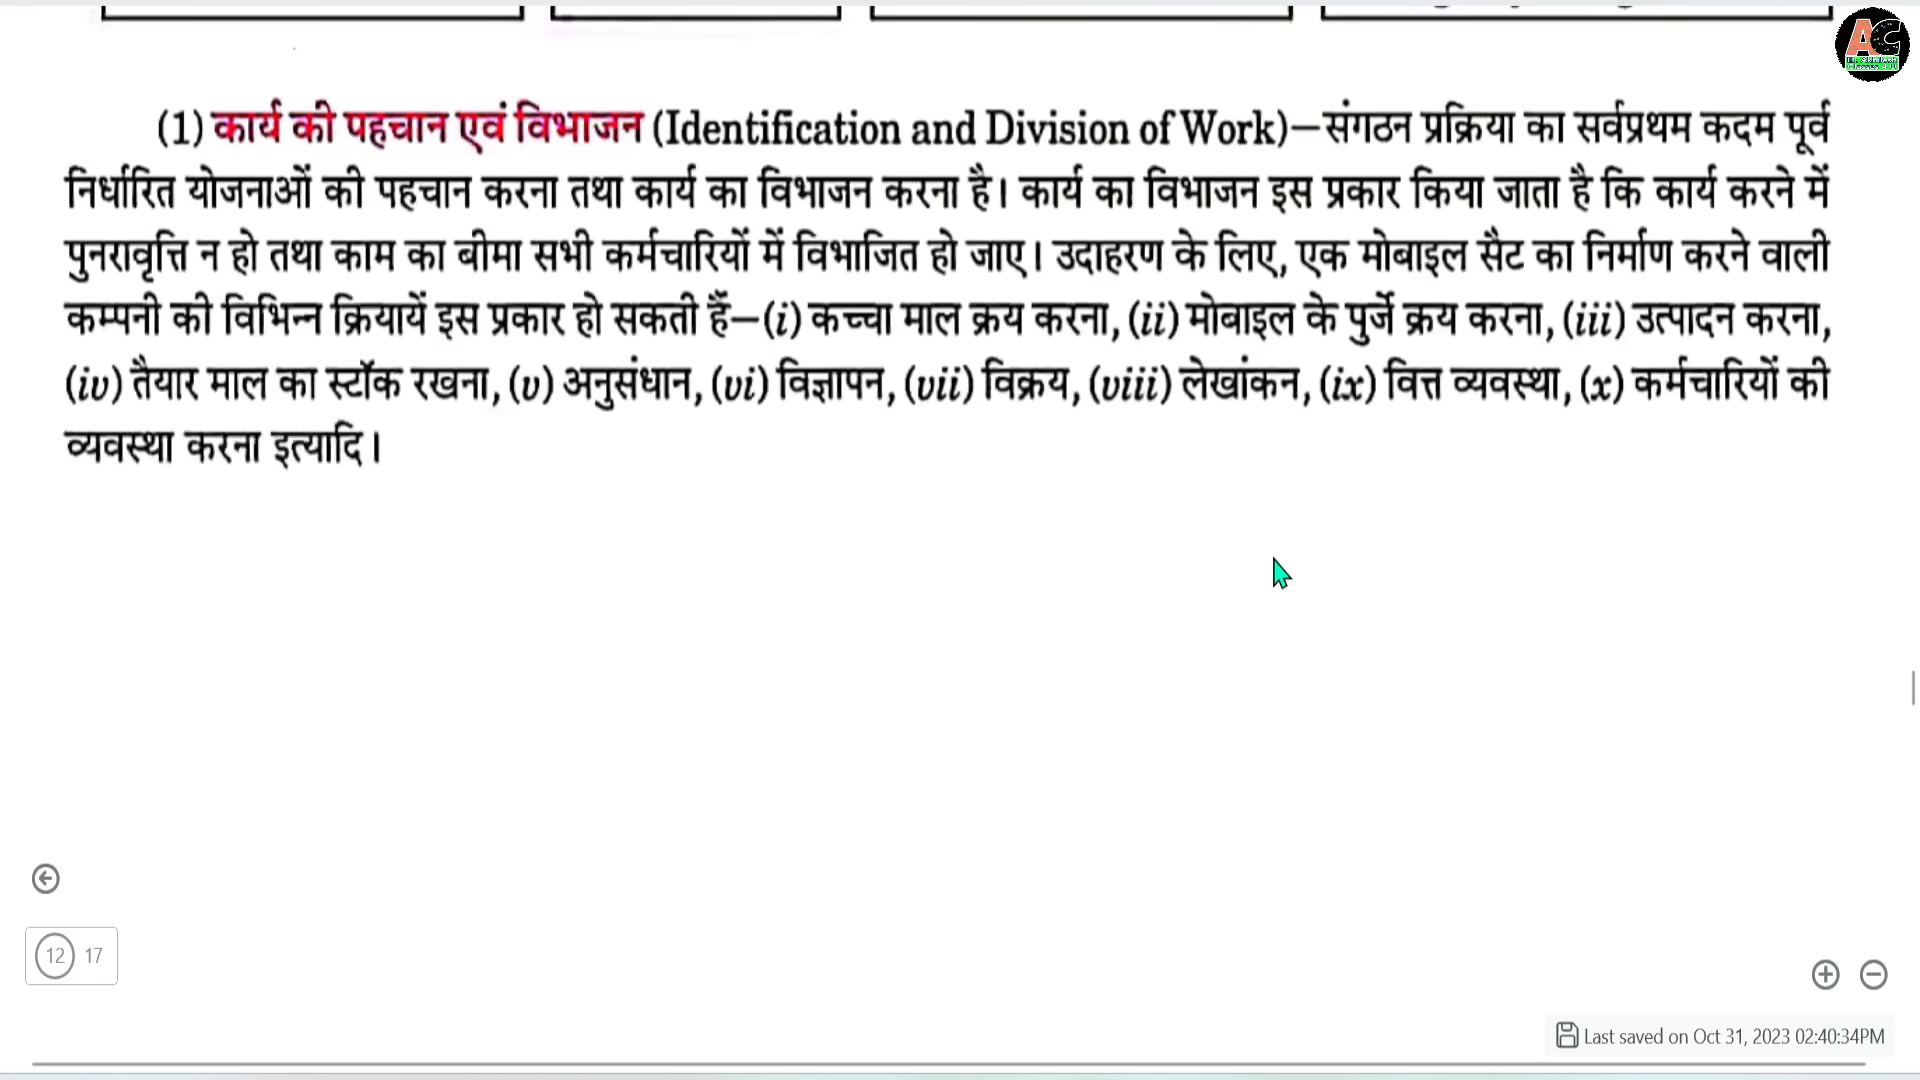 (1) कार्य की पहचान एवं विभाजन (Identification and Division of Work)—संगठन प्रक्रिया का सर्वप्रथम कदम पूर्व
निर्धारित योजनाओं की पहचान करना तथा कार्य का विभाजन करना है। कार्य का विभाजन इस प्रकार किया जाता है कि कार्य करने में
पुनरावृत्ति न हो तथा काम का बीमा सभी कर्मचारियों में विभाजित हो जाए। उदाहरण के लिए, एक मोबाइल सैट का निर्माण करने वाली
कम्पनी की विभिन्न क्रियायें इस प्रकार हो सकती हैं—(i) कच्चा माल क्रय करना, (ii) मोबाइल के पुर्जे क्रय करना, (iii) उत्पादन करना,
(iv) तैयार माल का स्टॉक रखना, (v) अनुसंधान, (vi) विज्ञापन, (vii) विक्रय, (viii) लेखांकन, (ix) वित्त व्यवस्था, (x) कर्मचारियों की
व्यवस्था करना इत्यादि।
12 17
Last saved on Oct 31, 2023 02:40:34PM
AC